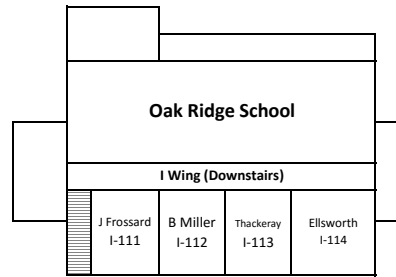 Oak Ridge School
I Wing (Downstairs)
J Frossard
I-111
B Miller
I-112
Thackeray
I-113
Ellsworth
I-114